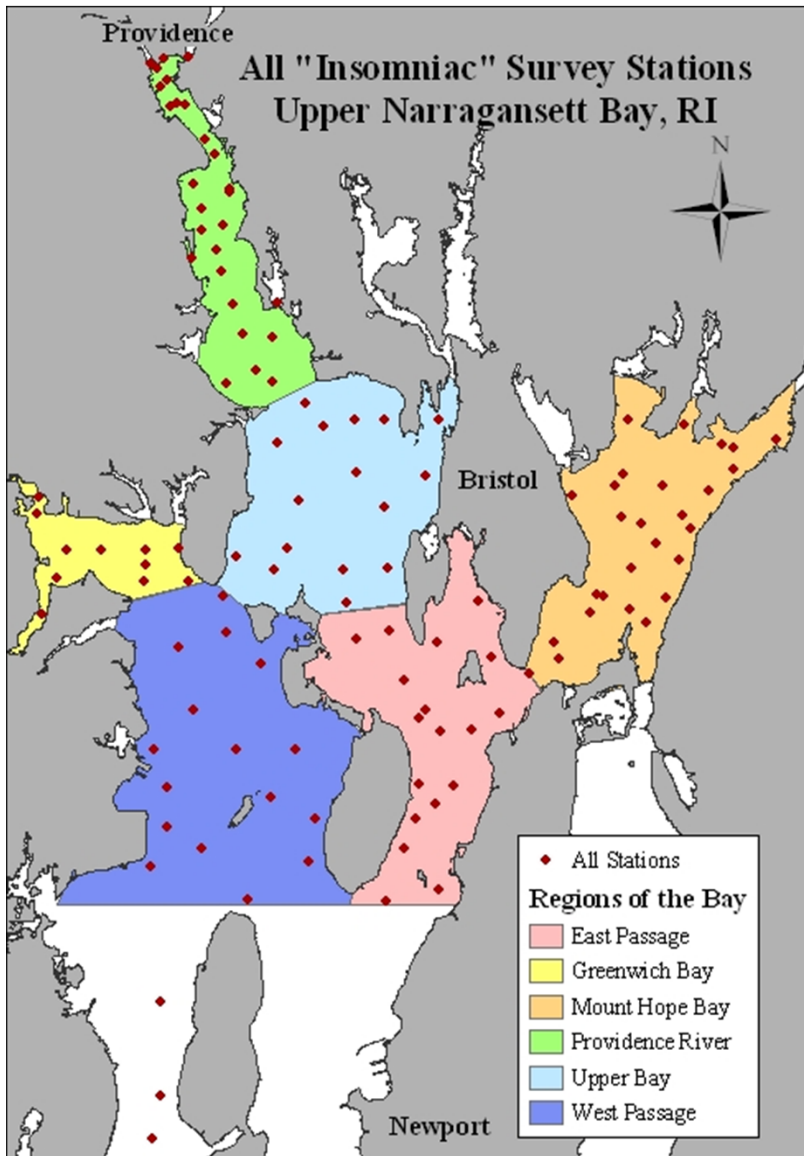 Providence
All "Insomniac" Survey Stations
Upper Narragansett Bay, RI
N
Bristol
All Stations
Regions of the Bay
East Passage
Greenwich Bay
Mount Hope Bay
Providence River
Upper Bay
West Passage
Newport